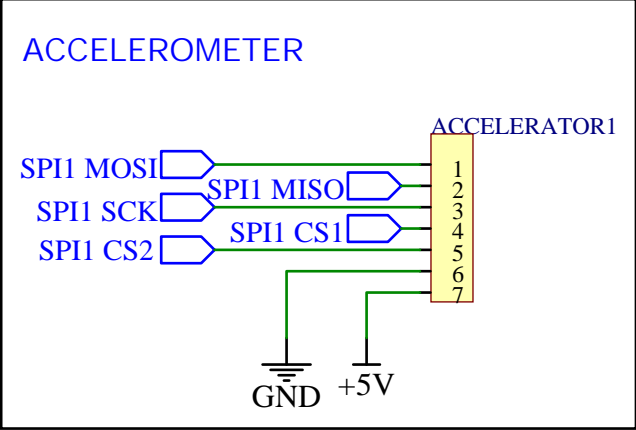 ACCELEROMETER
ACCELERATOR1
SPI1 MOSI
1
SPI1 MISO
2
SPI1 SCK
3
SPI1 CS1
4
SPI1 CS2
5
6
7
GND
+5V